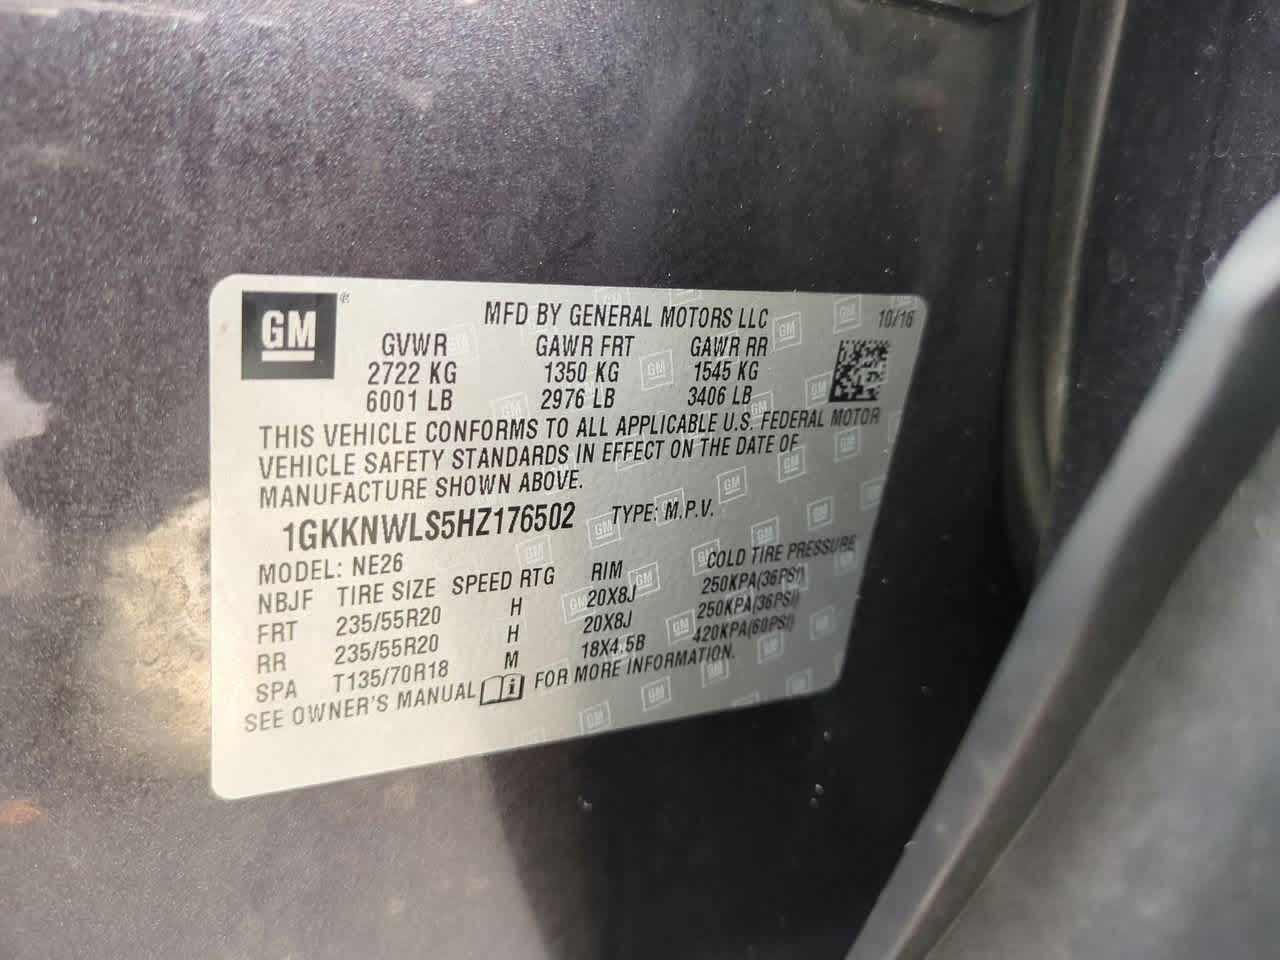 GM ®
MFD BY GENERAL MOTORS LLC 10/16
GVWR GAWR FRT GAWR RR
2722 KG 1350 KG 1545 KG
6001 LB 2976 LB 3406 LB
THIS VEHICLE CONFORMS TO ALL APPLICABLE U.S. FEDERAL MOTOR
VEHICLE SAFETY STANDARDS IN EFFECT ON THE DATE OF
MANUFACTURE SHOWN ABOVE.
1GKKNWLS5HZ176502 TYPE: M.P.V.
MODEL: NE26
NBJF TIRE SIZE SPEED RTG RIM COLD TIRE PRESSURE
FRT 235/55R20 H 20X8J 250KPA(36PSI)
RR 235/55R20 H 20X8J 250KPA(36PSI)
SPA T135/70R18 M 18X4.5B 420KPA(60PSI)
SEE OWNER'S MANUAL i FOR MORE INFORMATION.